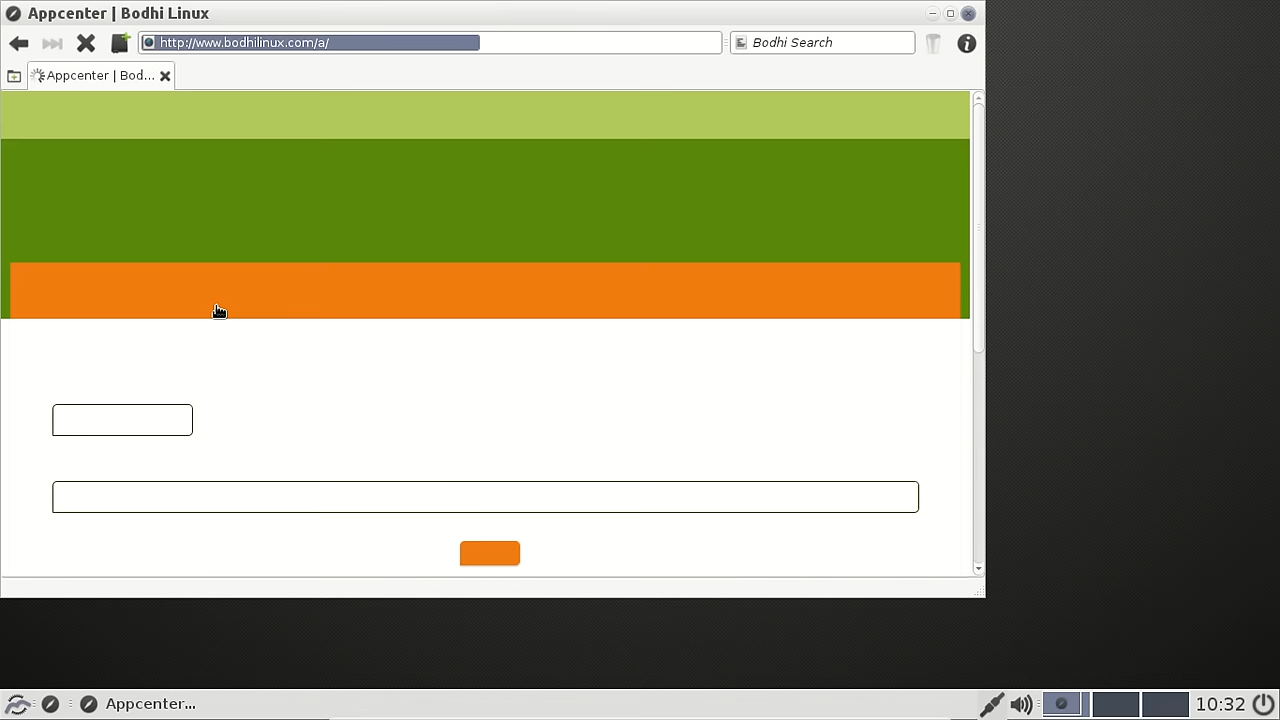 Appcenter | Bodhi Linux
http://www.bodhilinux.com/a/
Bodhi Search
Appcenter | Bod...
Appcenter...
10:32